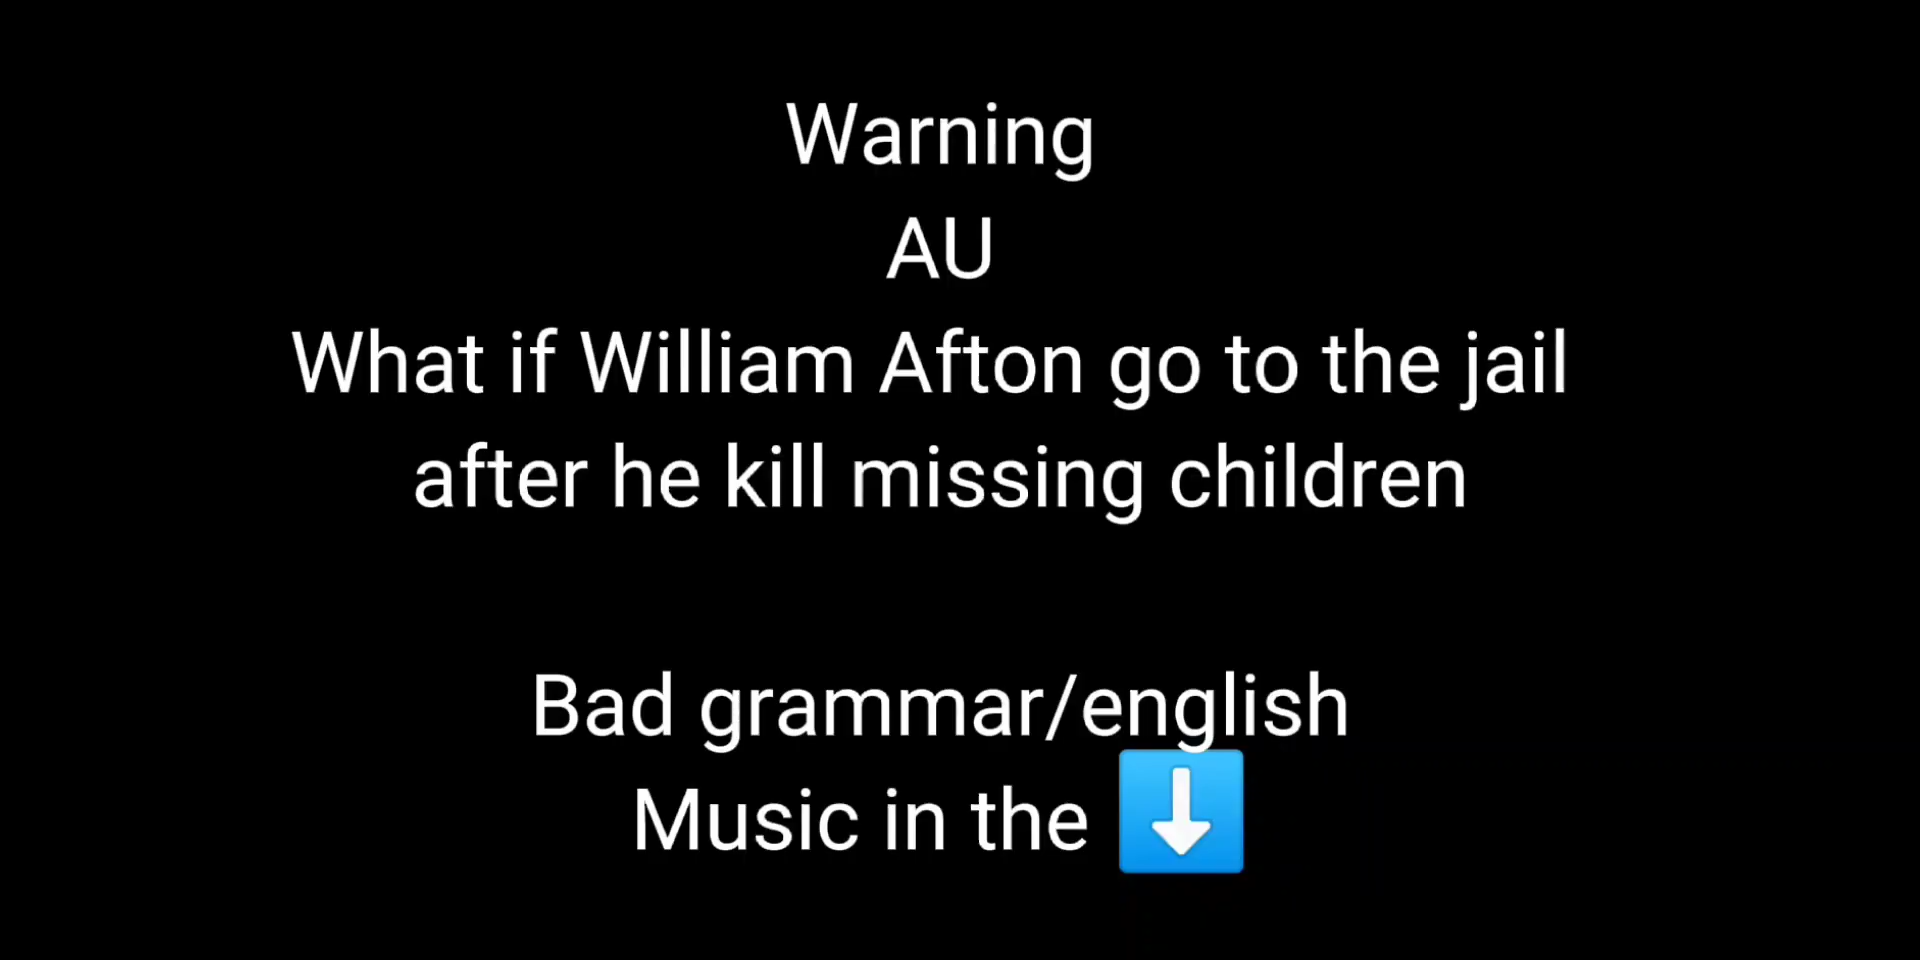 Warning
AU
What if William Afton go to the jail
after he kill missing children
Bad grammar/english
Music in the ⬇️